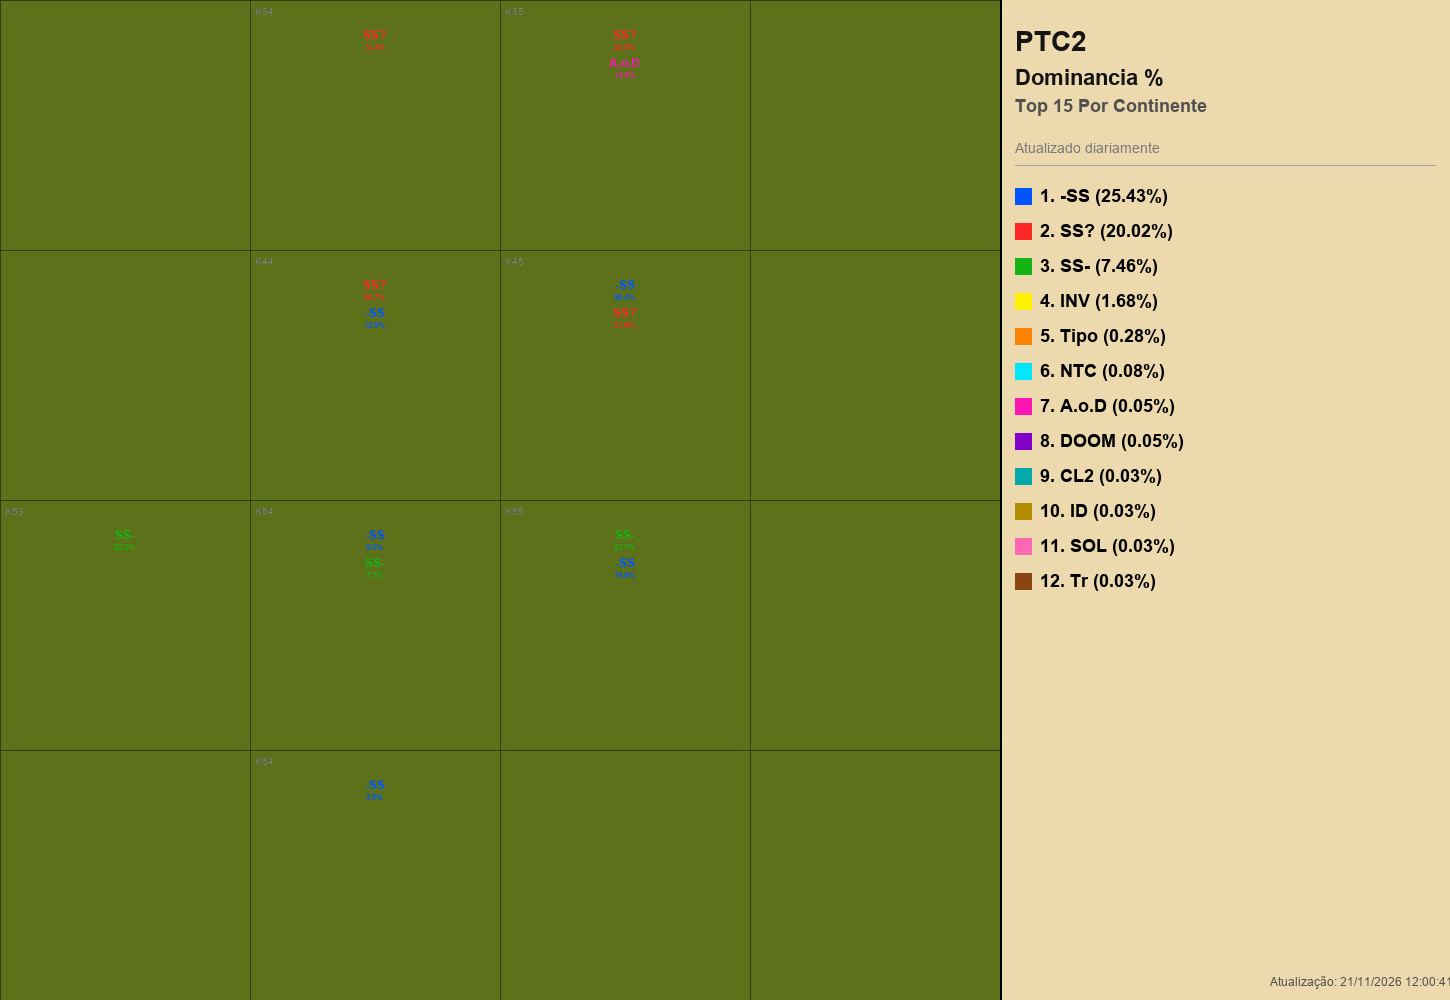 K34
SS?
K35
SS?
A.o.D
K44
SS?
-SS
K45
-SS
SS?
K53
SS-
K54
-SS
SS-
K55
SS-
-SS
K64
-SS
PTC2
Dominancia %
Top 15 Por Continente
Atualizado diariamente
1. -SS (25.43%)
2. SS? (20.02%)
3. SS- (7.46%)
4. INV (1.68%)
5. Tipo (0.28%)
6. NTC (0.08%)
7. A.o.D (0.05%)
8. DOOM (0.05%)
9. CL2 (0.03%)
10. ID (0.03%)
11. SOL (0.03%)
12. Tr (0.03%)
Atualização: 21/11/2026 12:00:41